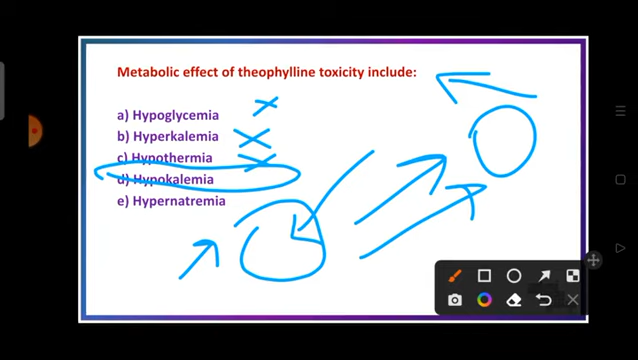 Metabolic effect of theophylline toxicity include:
a) Hypoglycemia
b) Hyperkalemia
c) Hypothermia
d) Hypokalemia
e) Hypernatremia